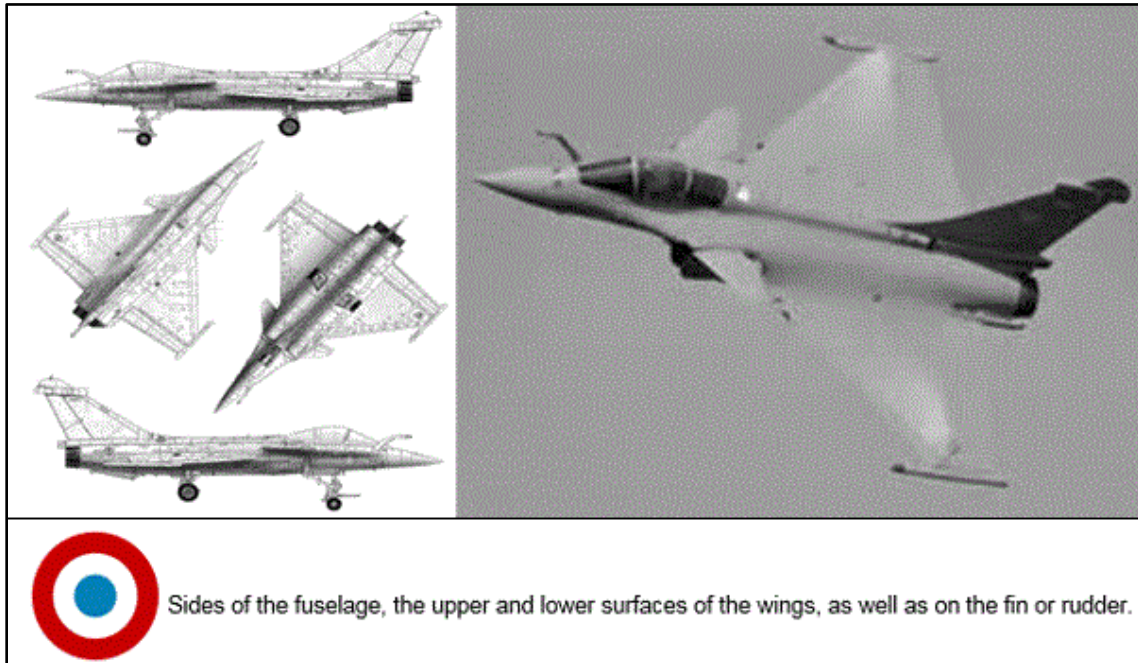 Sides of the fuselage, the upper and lower surfaces of the wings, as well as on the fin or rudder.